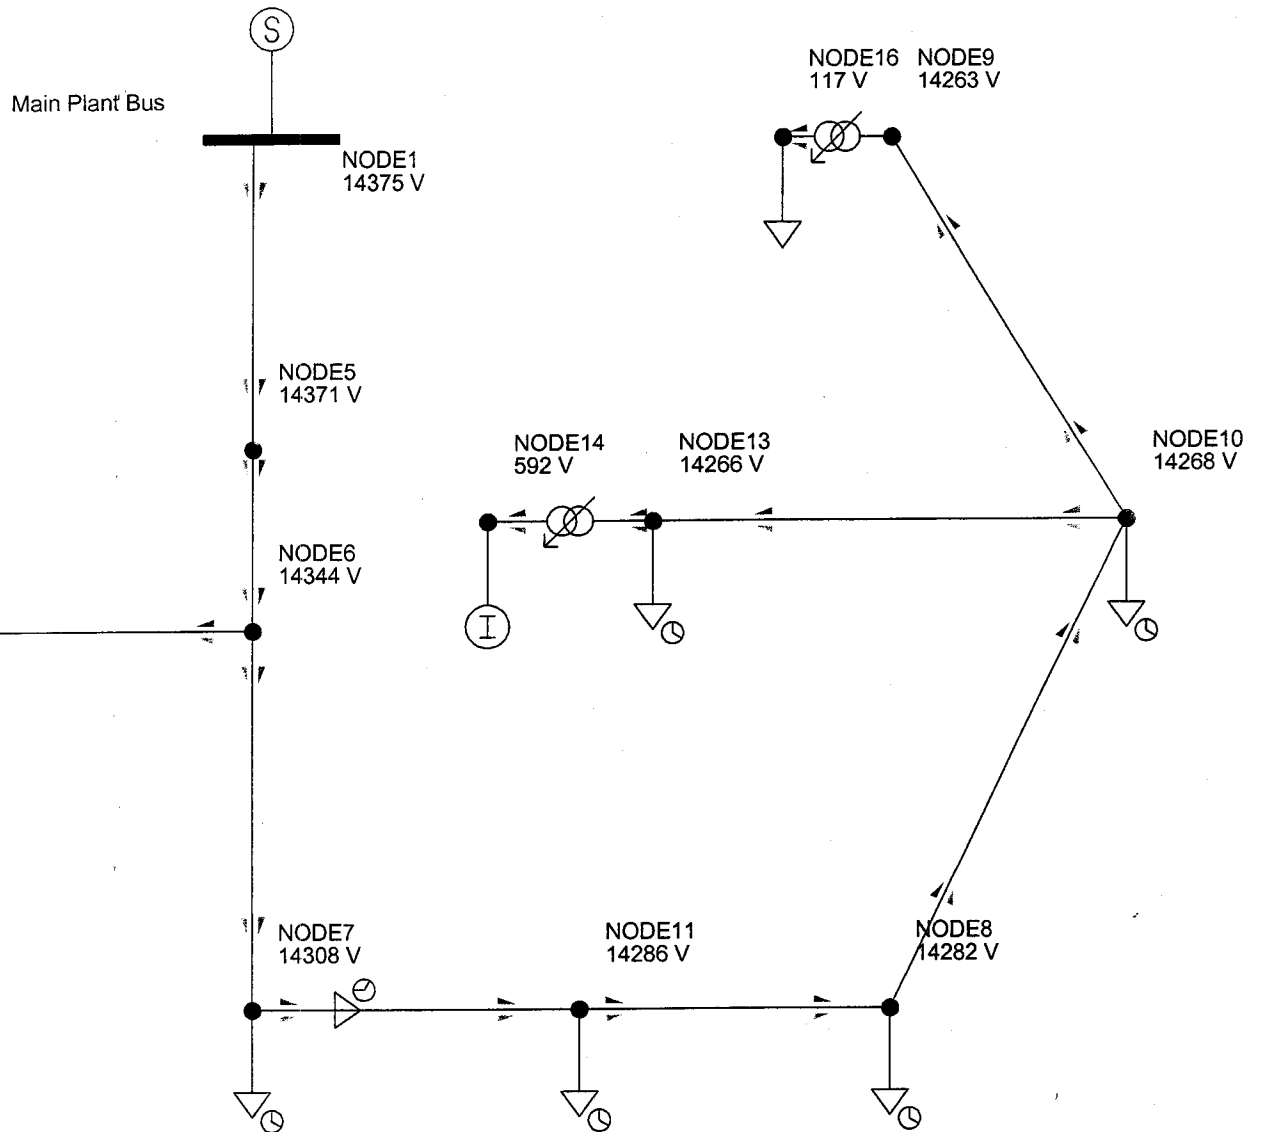 S
NODE16 NODE9
117 V 14263 V
Main Plant Bus
NODE1
14375 V
NODE5
14371 V
NODE14 NODE13 NODE10
592 V 14266 V 14268 V
NODE6
14344 V
I
NODE7 NODE11 NODE8
14308 V 14286 V 14282 V